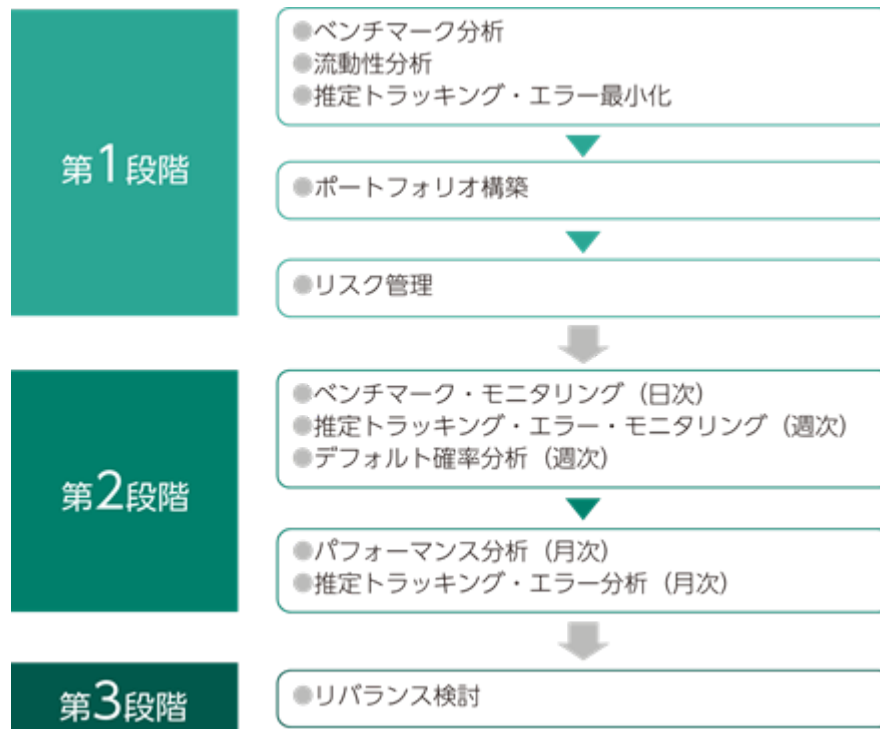 第1段階
●ベンチマーク分析
●流動性分析
●推定トラッキング・エラー最小化
●ポートフォリオ構築
●リスク管理
第2段階
●ベンチマーク・モニタリング（日次）
●推定トラッキング・エラー・モニタリング（週次）
●デフォルト確率分析（週次）
●パフォーマンス分析（月次）
●推定トラッキング・エラー分析（月次）
第3段階
●リバランス検討